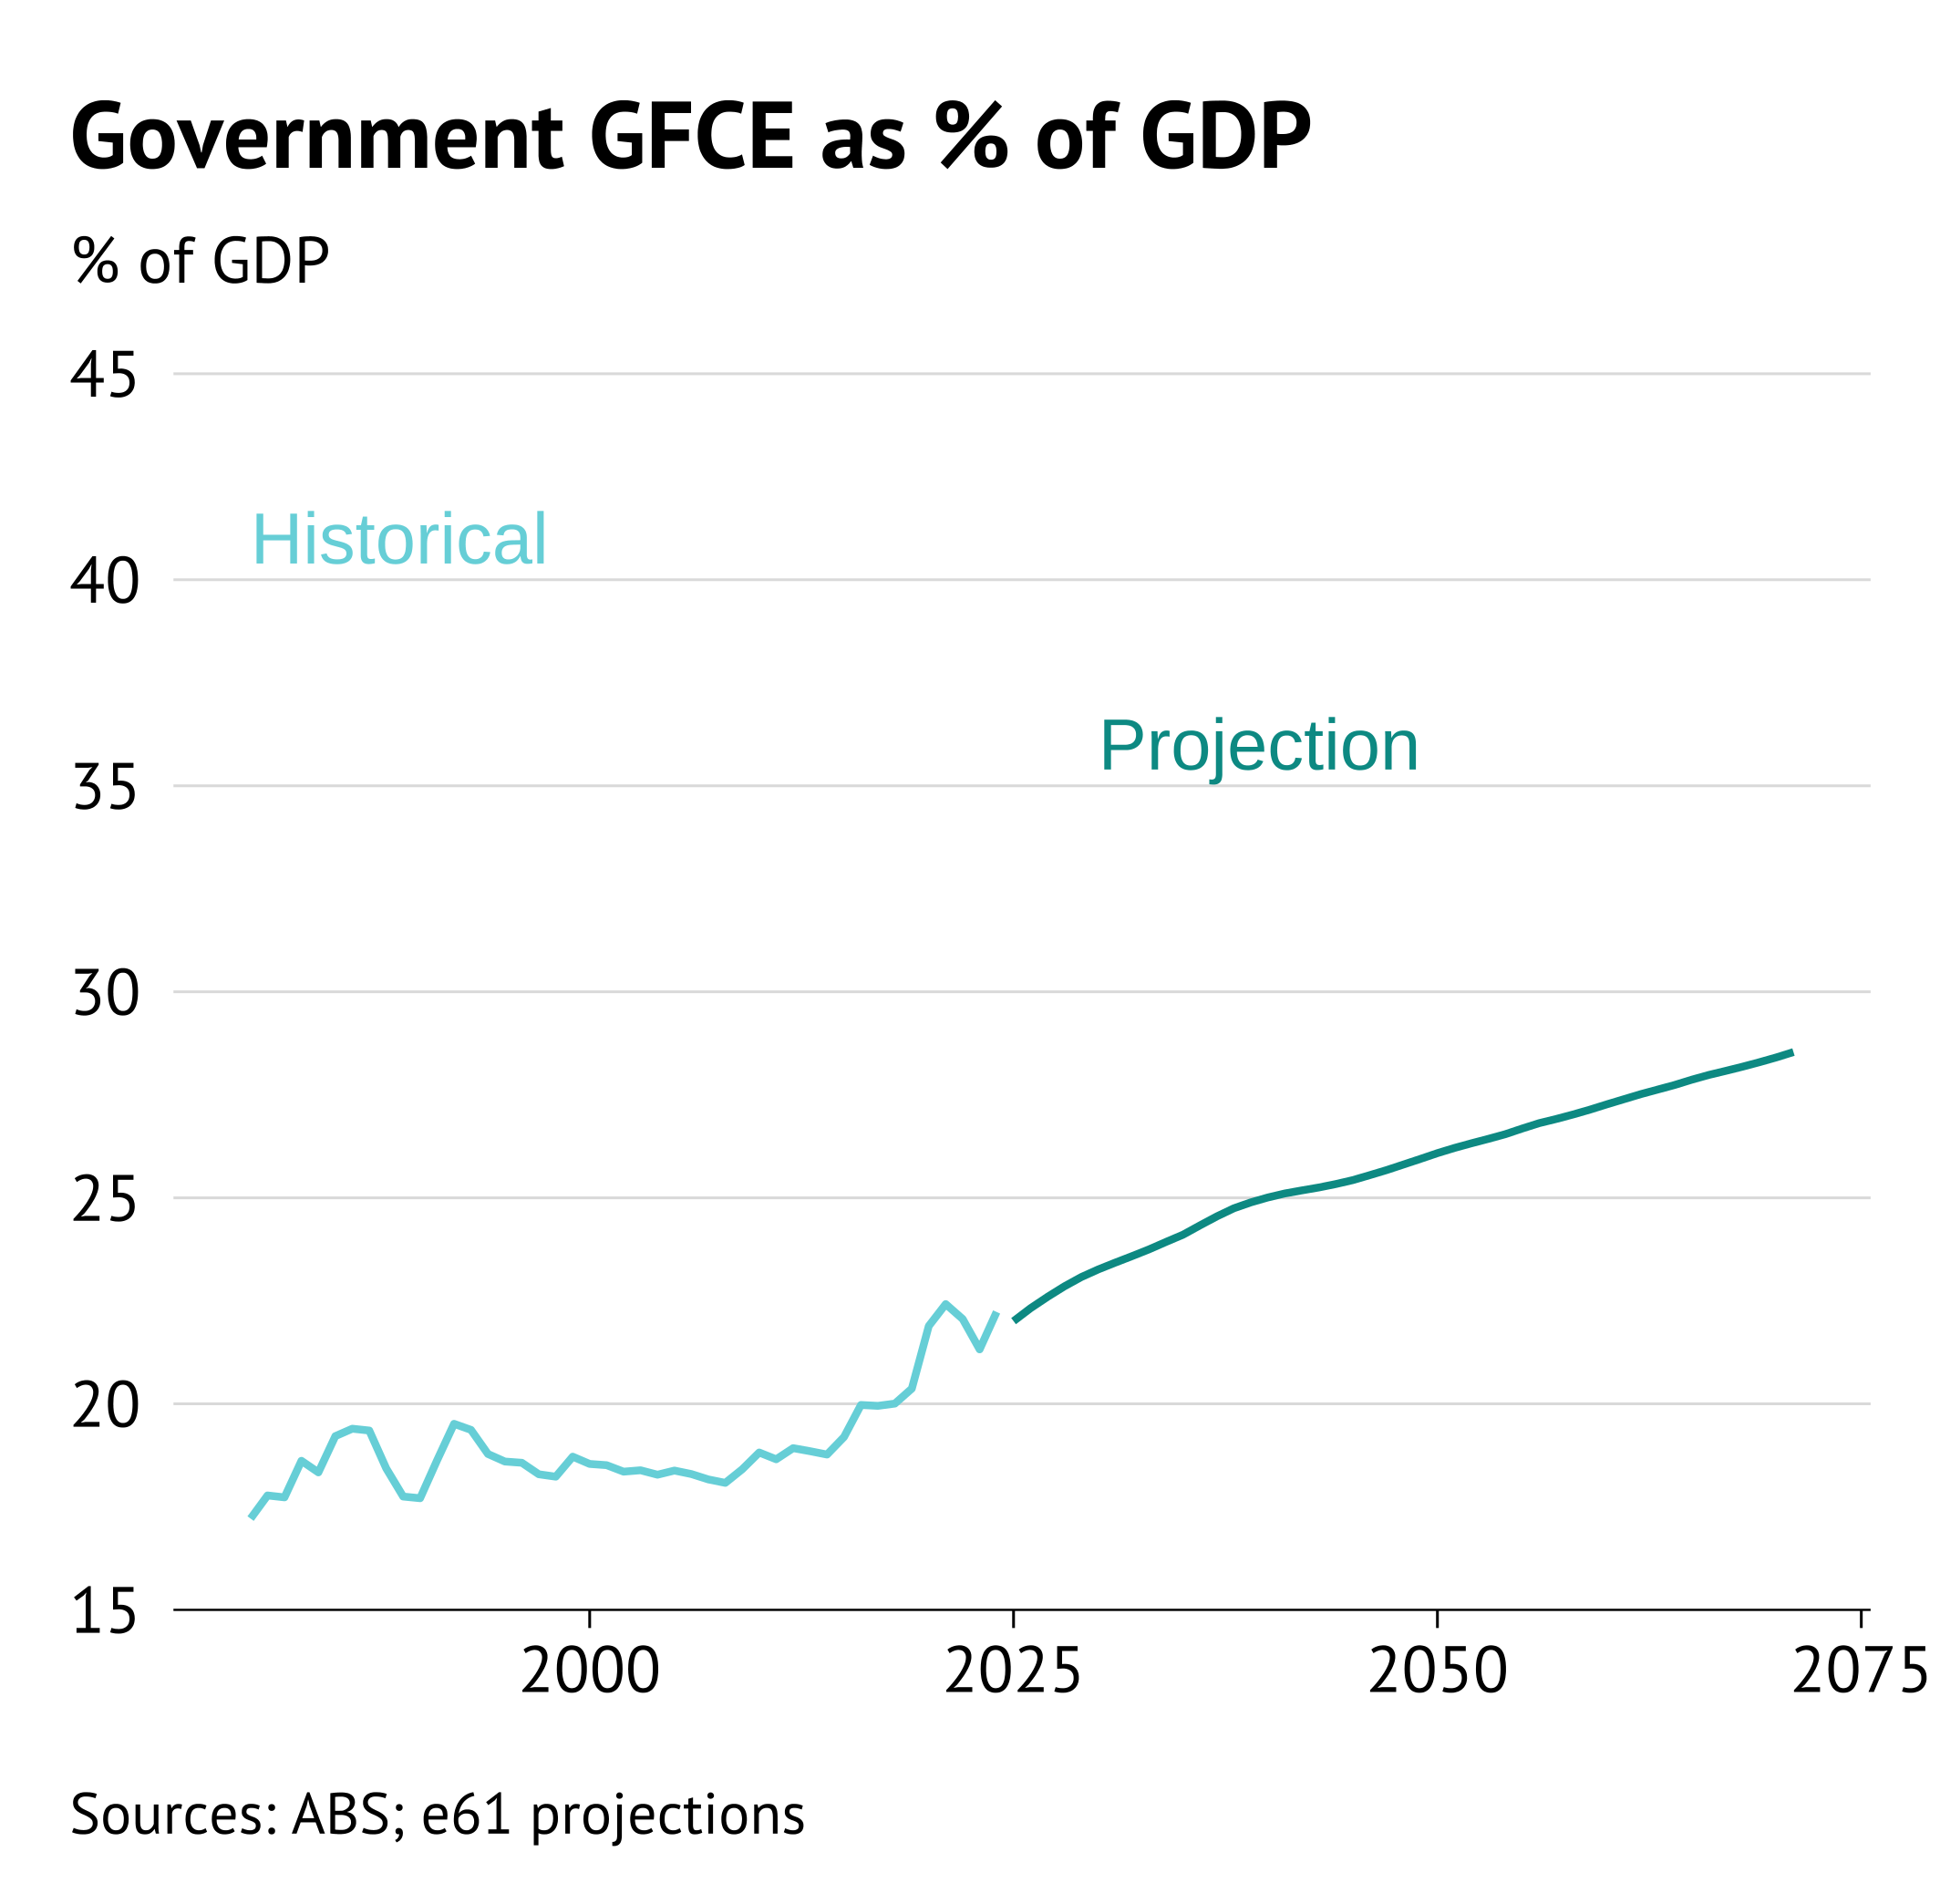 Government GFCE as % of GDP
% of GDP
45
Historical
40
Projection
35
30
25
20
15
2000 2025 2050 2075
Sources: ABS; e61 projections